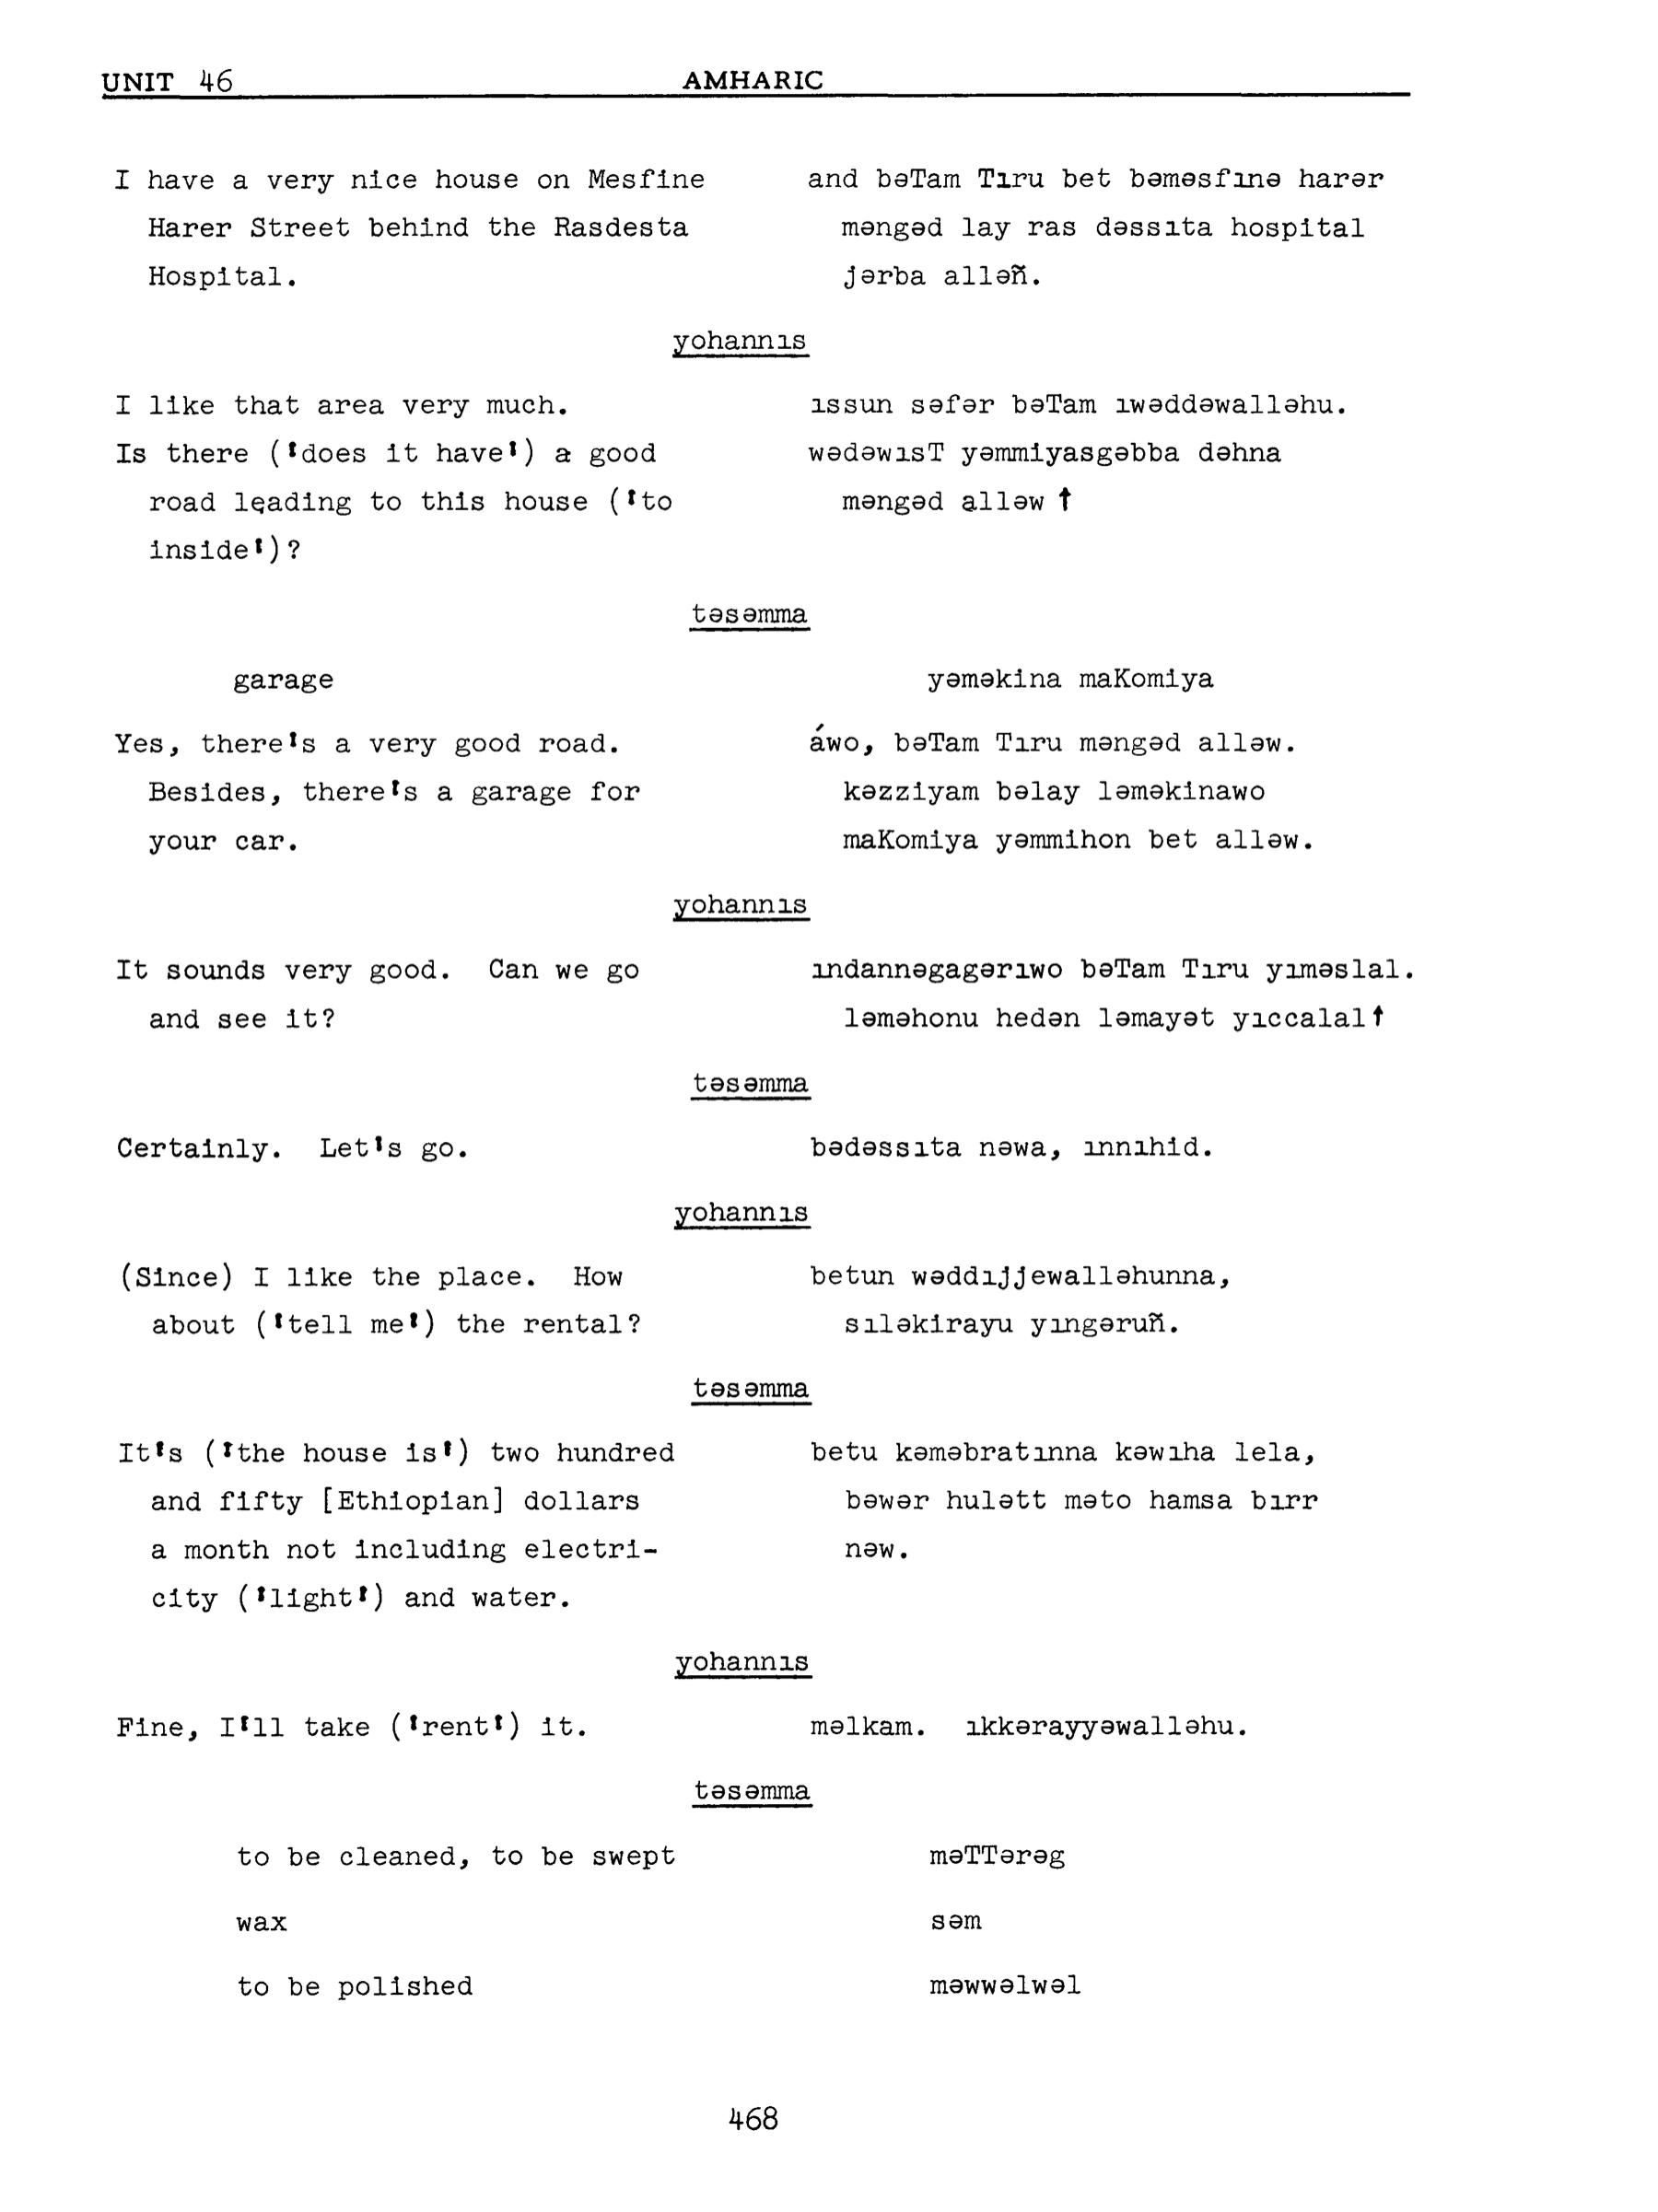 UNIT 46 AMHARIC
I have a very nice house on Mesfine
Harer Street behind the Rasdesta
Hospital.
and bəTam Tıru bet bəməsfınə harər
məngəd lay ras dəssıta hospital
jərba alləñ.
yohannıs
I like that area very much.
Is there ('does it have') a good
road leading to this house ('to
inside')?
ıssun səfər bəTam ıwəddəwalləhu.
wədəwısT yəmmiyasgəbba dəhna
məngəd alləw ↑
təsəmma
garage
yəməkina maKomiya
Yes, there's a very good road.
Besides, there's a garage for
your car.
áwo, bəTam Tıru məngəd alləw.
kəzziyam bəlay ləməkinawo
maKomiya yəmmihon bet alləw.
yohannıs
It sounds very good. Can we go
and see it?
ındannəgagərıwo bəTam Tıru yıməslal.
ləməhonu hedən ləmayət yıccalal↑
təsəmma
Certainly. Let's go.
bədəssıta nəwa, ınnıhid.
yohannıs
(Since) I like the place. How
about ('tell me') the rental?
betun wəddıjjewalləhunna,
sıləkirayu yıngəruñ.
təsəmma
It's ('the house is') two hundred
and fifty [Ethiopian] dollars
a month not including electri-
city ('light') and water.
betu kəməbratınna kəwıha lela,
bəwər hulətt məto hamsa bırr
nəw.
yohannıs
Fine, I'll take ('rent') it.
məlkam. ıkkərayyəwalləhu.
təsəmma
to be cleaned, to be swept
məTTərəg
wax
səm
to be polished
məwwəlwəl
468